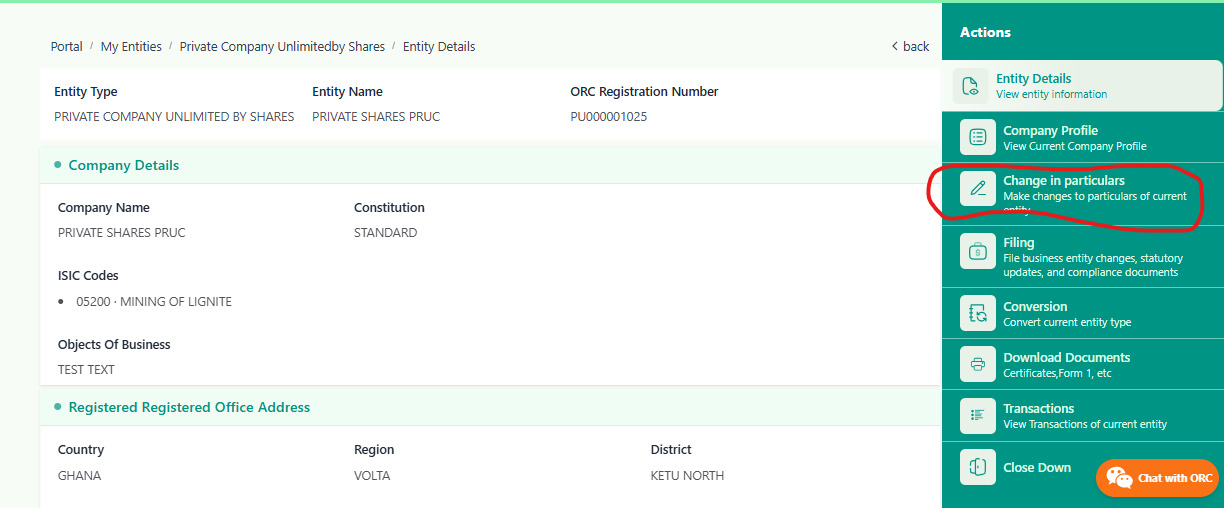 Portal / My Entities / Private Company Unlimitedby Shares / Entity Details
back
Entity Type
Entity Name
ORC Registration Number
PRIVATE COMPANY UNLIMITED BY SHARES
PRIVATE SHARES PRUC
PU000001025
Company Details
Company Name
Constitution
PRIVATE SHARES PRUC
STANDARD
ISIC Codes
• 05200 · MINING OF LIGNITE
Objects Of Business
TEST TEXT
Registered Registered Office Address
Country
Region
District
GHANA
VOLTA
KETU NORTH
Actions
Entity Details
View entity information
Company Profile
View Current Company Profile
Change in particulars
Make changes to particulars of current
entity
Filing
File business entity changes, statutory
updates, and compliance documents
Conversion
Convert current entity type
Download Documents
Certificates,Form 1, etc
Transactions
View Transactions of current entity
Close Down
Chat with ORC